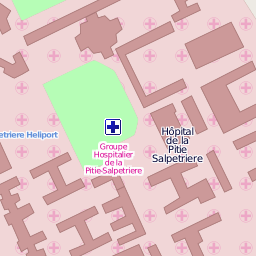 etriere Heliport
Groupe
Hospitalier
de la
Pitie-Salpetriere
Hôpital
de la
Pitie
Salpetriere